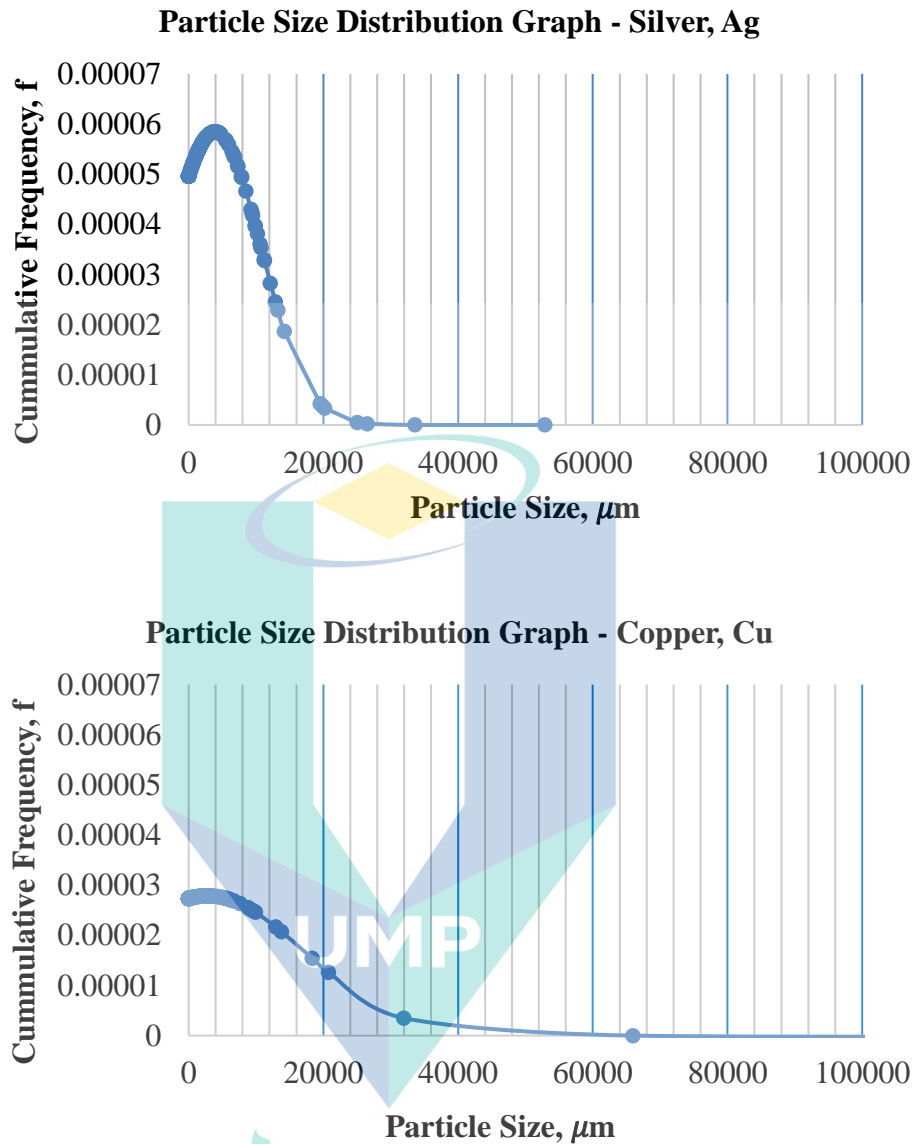 Particle Size Distribution Graph - Silver, Ag
Cummulative Frequency, f
0.00007
0.00006
0.00005
0.00004
0.00003
0.00002
0.00001
0
0 20000 40000 60000 80000 100000
Particle Size, μm
Particle Size Distribution Graph - Copper, Cu
Cummulative Frequency, f
0.00007
0.00006
0.00005
0.00004
0.00003
0.00002
0.00001
0
UMP
0 20000 40000 60000 80000 100000
Particle Size, μm